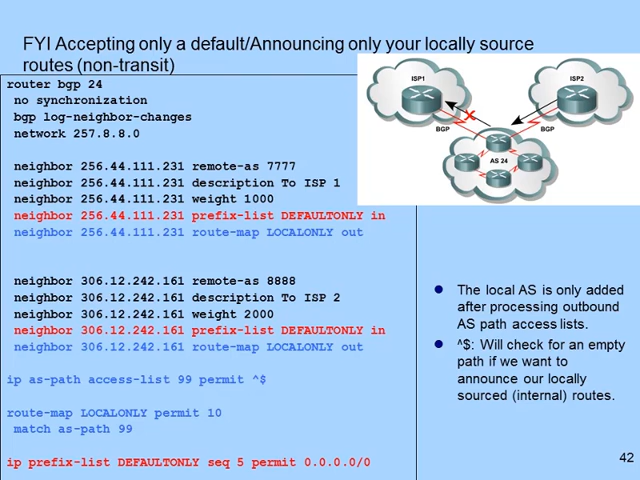 FYI Accepting only a default/Announcing only your locally source
routes (non-transit)
router bgp 24
no synchronization
bgp log-neighbor-changes
network 257.8.8.0
neighbor 256.44.111.231 remote-as 7777
neighbor 256.44.111.231 description To ISP 1
neighbor 256.44.111.231 weight 1000
neighbor 256.44.111.231 prefix-list DEFAULTONLY in
neighbor 256.44.111.231 route-map LOCALONLY out
neighbor 306.12.242.161 remote-as 8888
neighbor 306.12.242.161 description To ISP 2
neighbor 306.12.242.161 weight 2000
neighbor 306.12.242.161 prefix-list DEFAULTONLY in
neighbor 306.12.242.161 route-map LOCALONLY out
ip as-path access-list 99 permit ^$
route-map LOCALONLY permit 10
match as-path 99
ip prefix-list DEFAULTONLY seq 5 permit 0.0.0.0/0
ISP1
ISP2
BGP
BGP
AS 24
The local AS is only added
after processing outbound
AS path access lists.
^$: Will check for an empty
path if we want to
announce our locally
sourced (internal) routes.
42